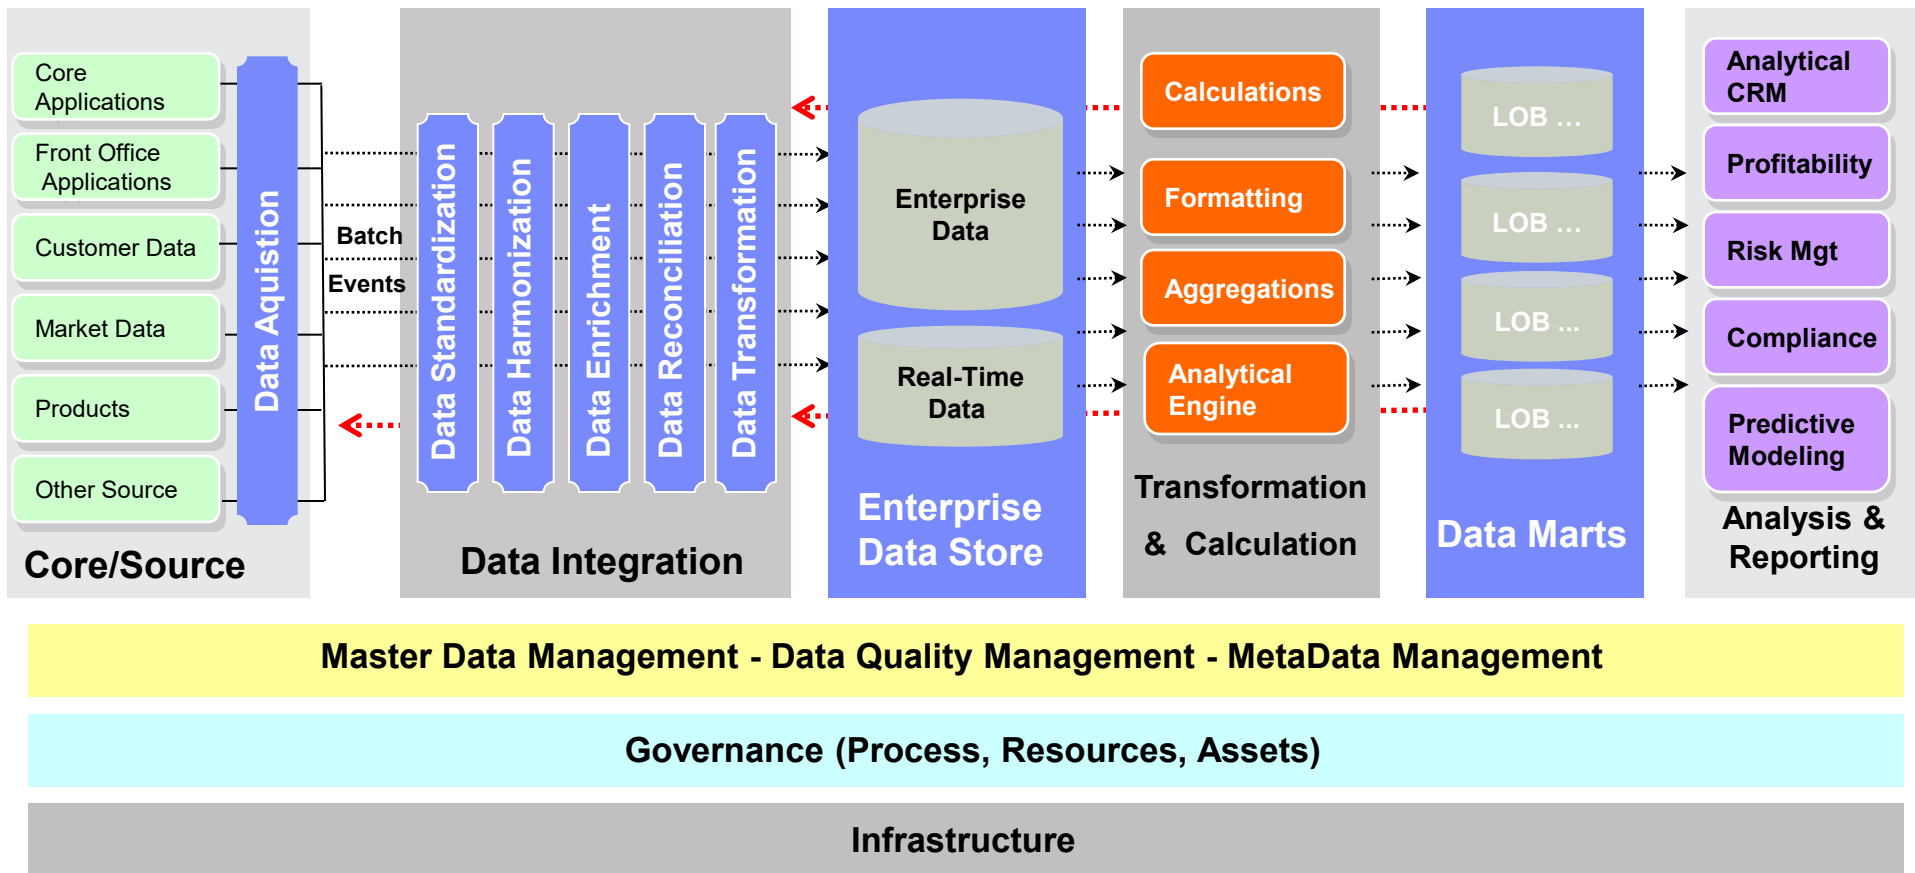 Core
Applications
Front Office
Applications
Customer Data
Market Data
Products
Other Source
Data Aquistion
Core/Source
Batch
Events
Data Standardization
Data Harmonization
Data Enrichment
Data Reconciliation
Data Transformation
Data Integration
Enterprise
Data
Real-Time
Data
Enterprise
Data Store
Calculations
Formatting
Aggregations
Analytical
Engine
Transformation
& Calculation
LOB ...
LOB ...
LOB ...
LOB ...
Data Marts
Analytical
CRM
Profitability
Risk Mgt
Compliance
Predictive
Modeling
Analysis &
Reporting
Master Data Management - Data Quality Management - MetaData Management
Governance (Process, Resources, Assets)
Infrastructure